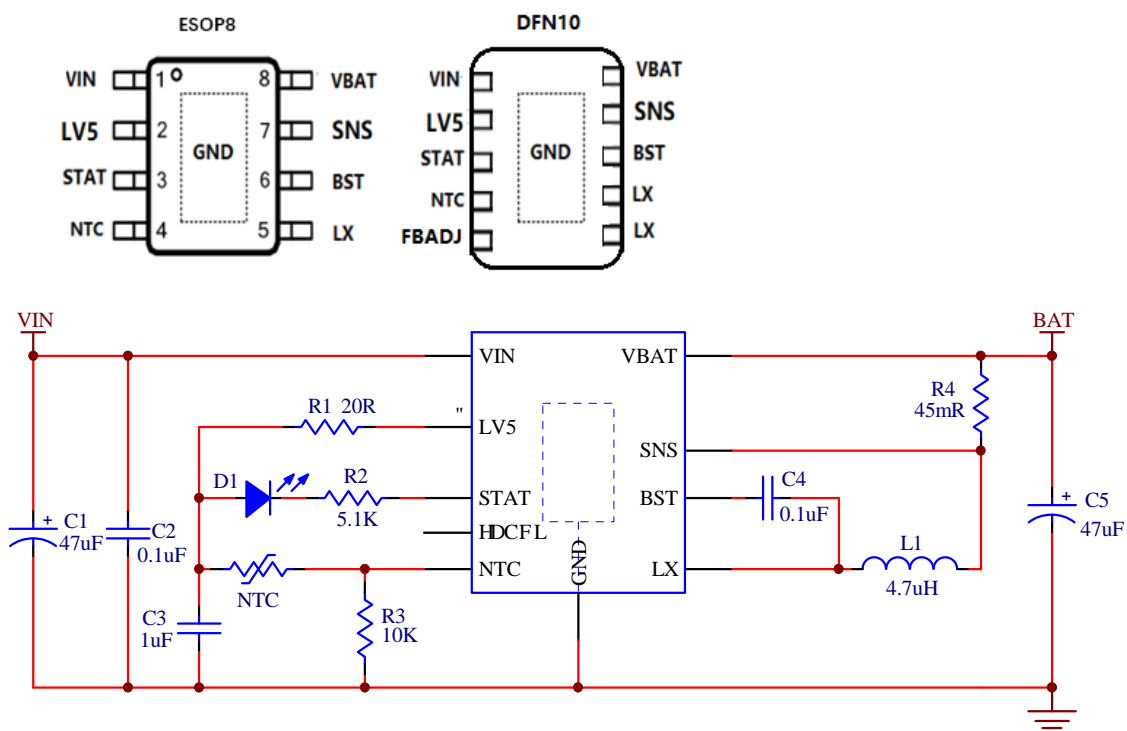 ESOP8
VIN 1 8 VBAT
LV5 2 7 SNS
STAT 3 6 BST
NTC 4 5 LX
GND
DFN10
VIN VBAT
LV5 SNS
STAT BST
NTC LX
FBADJ LX
GND
VIN
BAT
VIN VBAT
R1 20R
"
LV5
R4
45mR
SNS
D1
R2
5.1K
STAT
BST
C4
0.1uF
HDCFL
NTC
NTC
LX
L1
4.7uH
GND
C1
47uF
C2
0.1uF
C3
1uF
R3
10K
+
+
C5
47uF